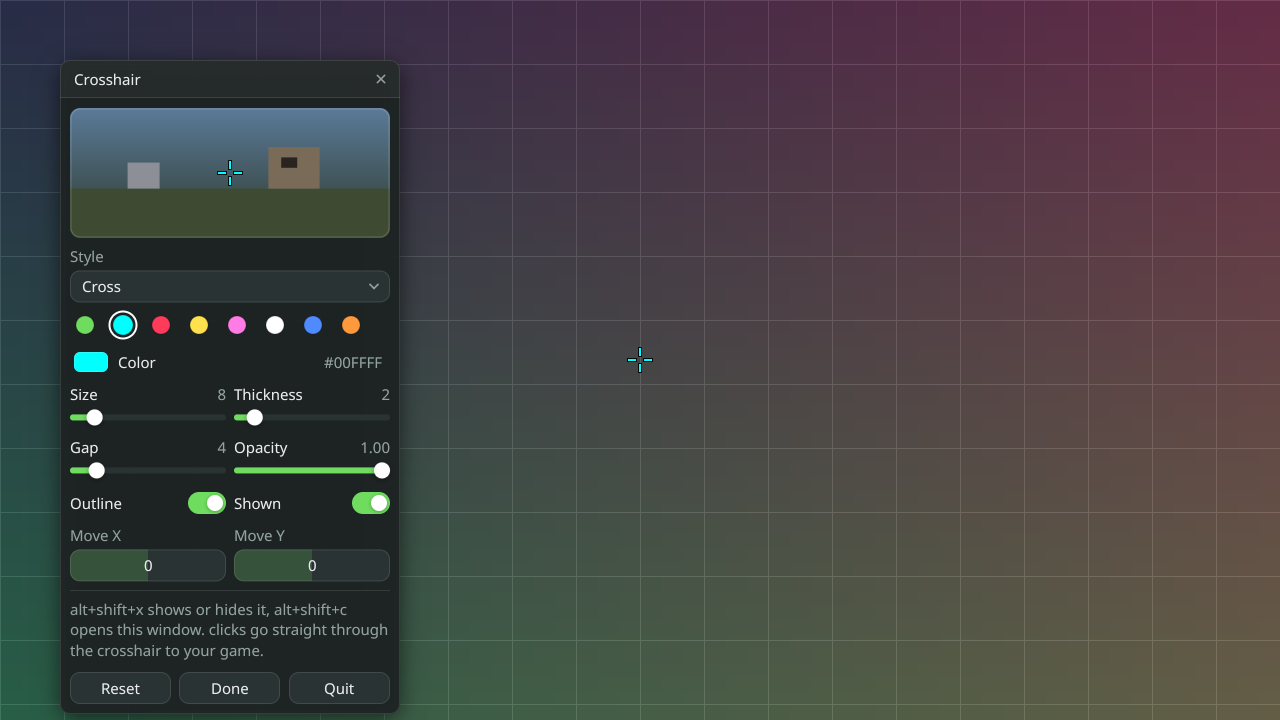 Crosshair
Style
Cross
Color #00FFFF
Size 8 Thickness 2
Gap 4 Opacity 1.00
Outline Shown
Move X Move Y
0 0
alt+shift+x shows or hides it, alt+shift+c
opens this window. clicks go straight through
the crosshair to your game.
Reset Done Quit